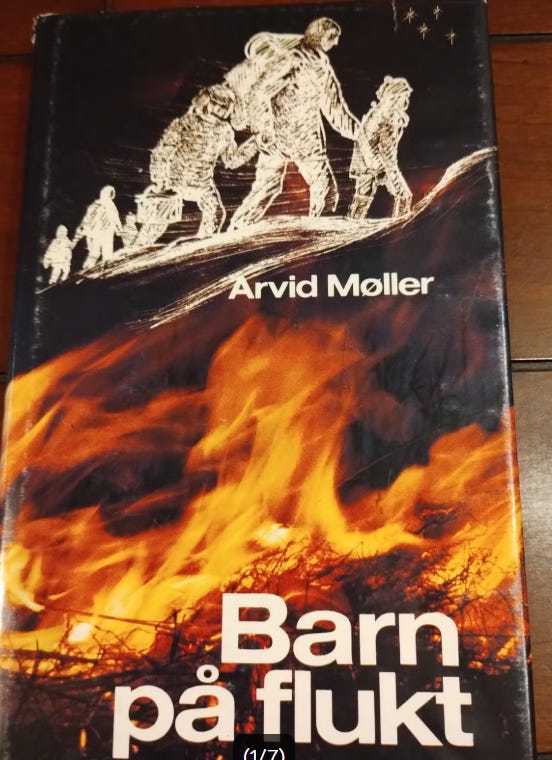 Arvid Møller
Barn
på flukt
(1/7)